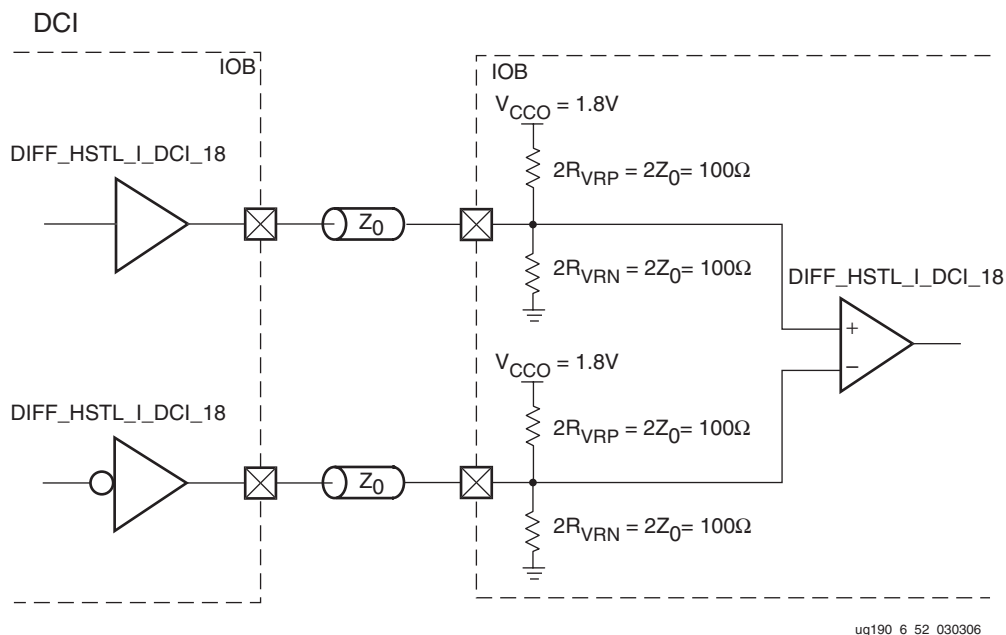 DCI
IOB
IOB
V_CCO = 1.8V
DIFF_HSTL_I_DCI_18
2R_VRP = 2Z_0= 100Ω
Z_0
2R_VRN = 2Z_0= 100Ω
DIFF_HSTL_I_DCI_18
+
−
V_CCO = 1.8V
DIFF_HSTL_I_DCI_18
2R_VRP = 2Z_0= 100Ω
Z_0
2R_VRN = 2Z_0= 100Ω
ug190_6_52_030306